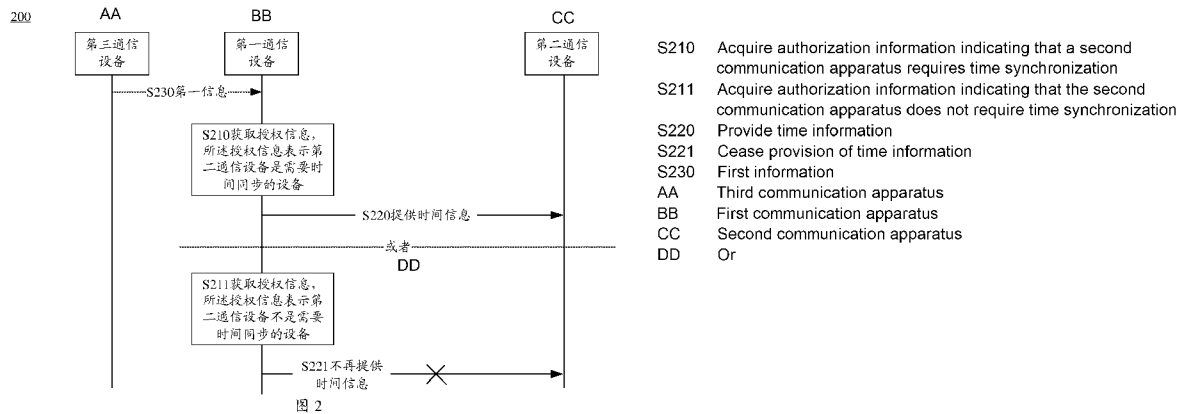 200
AA
BB
CC
第三通信
设备
第一通信
设备
第二通信
设备
S230第一信息
S210获取授权信息，
所述授权信息表示第
二通信设备是需要时
间同步的设备
S220提供时间信息
或者
DD
S211获取授权信息，
所述授权信息表示第
二通信设备不是需要
时间同步的设备
S221不再提供
时间信息
图 2
S210 Acquire authorization information indicating that a second
communication apparatus requires time synchronization
S211 Acquire authorization information indicating that the second
communication apparatus does not require time synchronization
S220 Provide time information
S221 Cease provision of time information
S230 First information
AA Third communication apparatus
BB First communication apparatus
CC Second communication apparatus
DD Or